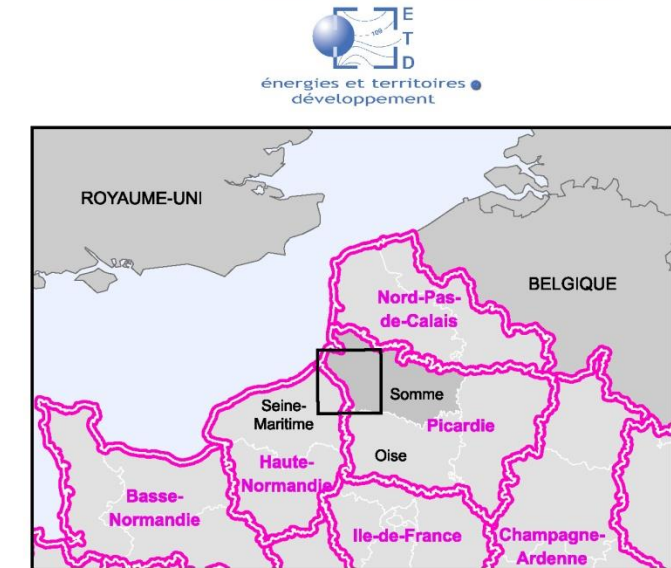 E
T
D
100
énergies et territoires
développement
ROYAUME-UNI
BELGIQUE
Nord-Pas-
de-Calais
Somme
Seine-
Maritime
Picardie
Oise
Haute-
Normandie
Basse-
Normandie
Ile-de-France
Champagne-
Ardenne